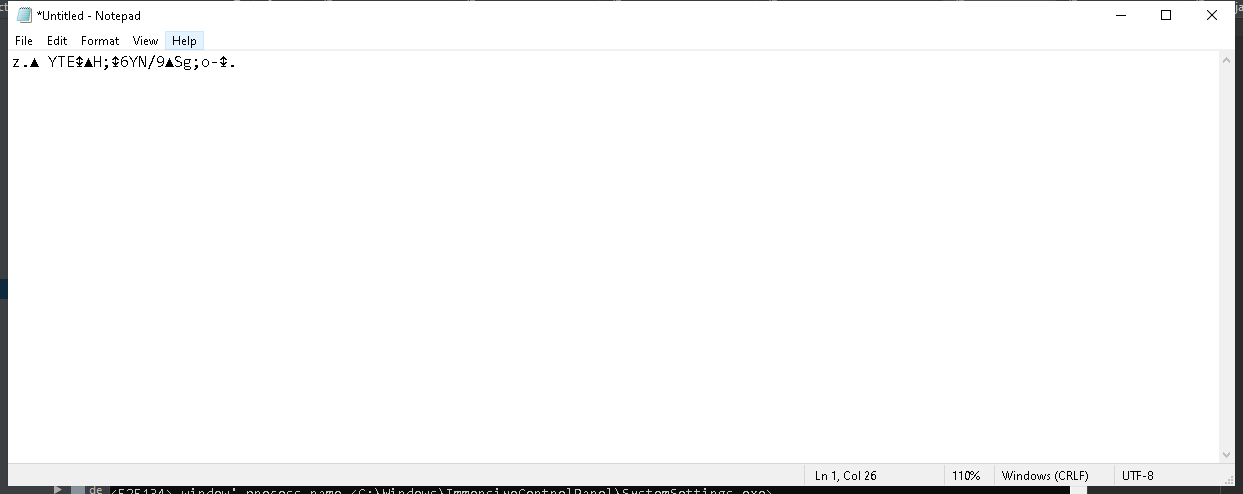 *Untitled - Notepad
File Edit Format View Help
z.▲ YTE↕▲H;↨6YN/9▲Sg;o-↨.
Ln 1, Col 26 110% Windows (CRLF) UTF-8
de <525134> window' process name <C:\Windows\ImmersiveControlPanel\SystemSettings.exe>